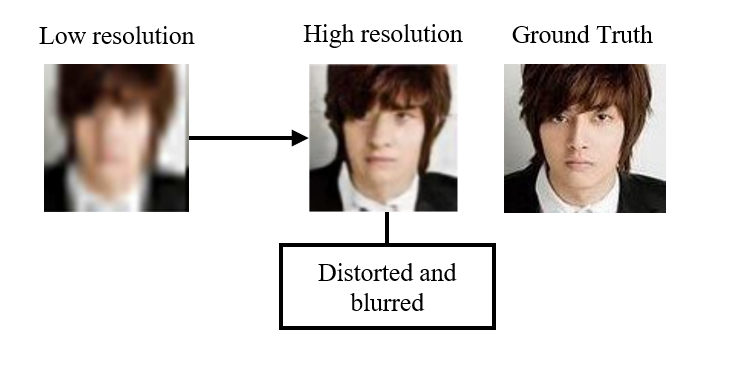 Low resolution
High resolution
Ground Truth
Distorted and
blurred